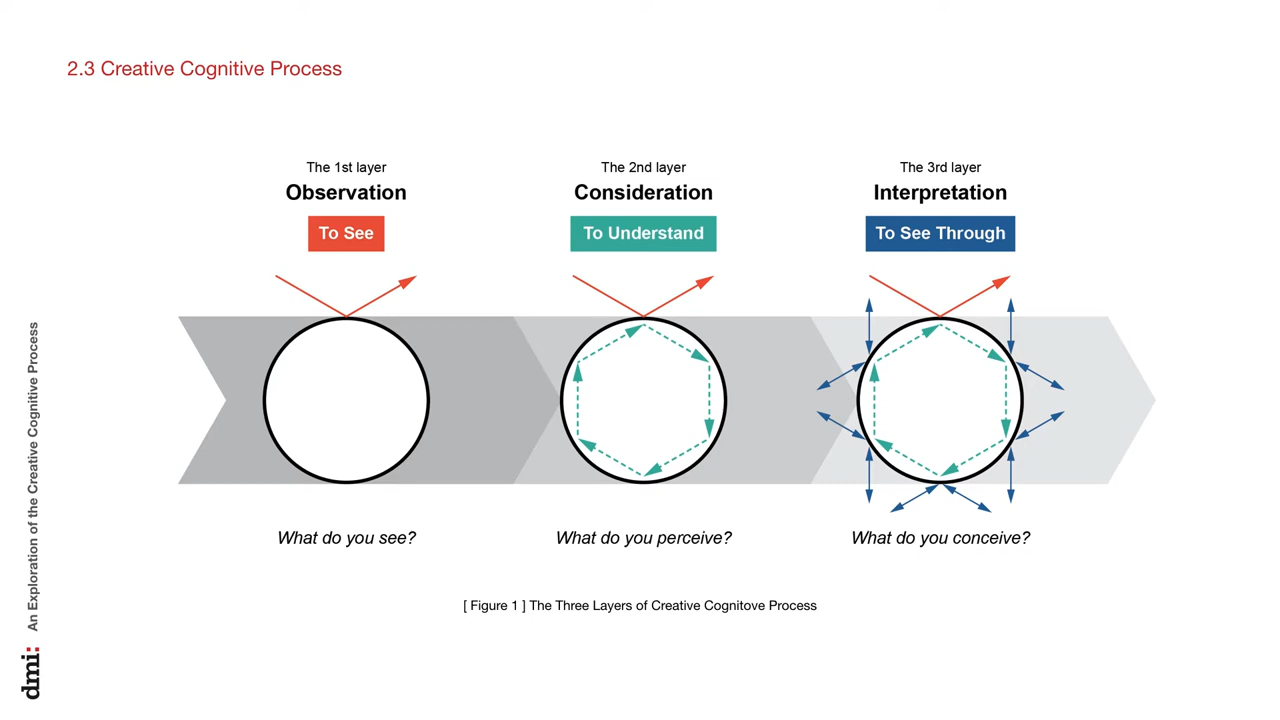 2.3 Creative Cognitive Process
The 1st layer
Observation
To See
The 2nd layer
Consideration
To Understand
The 3rd layer
Interpretation
To See Through
What do you see?
What do you perceive?
What do you conceive?
[ Figure 1 ] The Three Layers of Creative Cognitove Process
An Exploration of the Creative Cognitive Process
dmi: